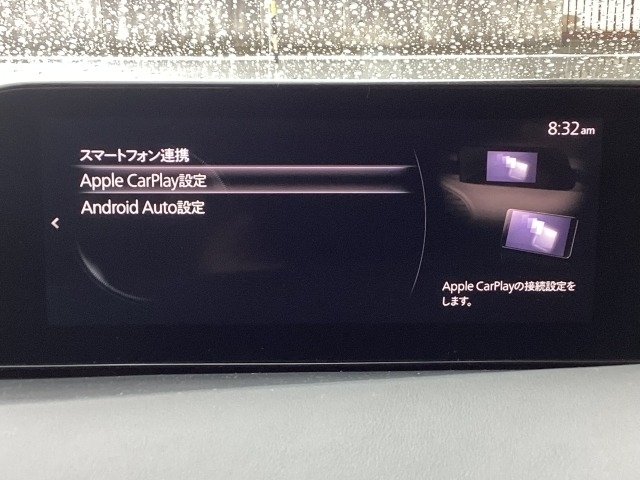 8:32am
スマートフォン連携
Apple CarPlay設定
Android Auto設定
Apple CarPlayの接続設定を
します。